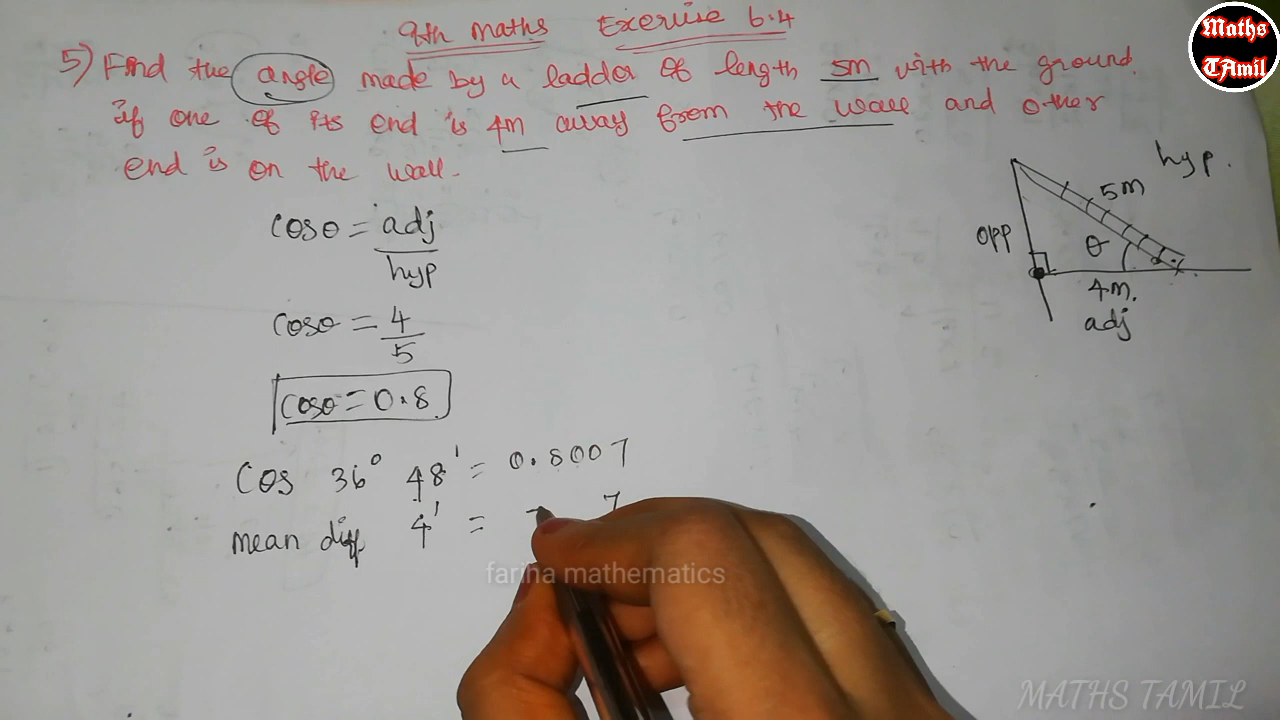 9th maths Exercise 6.4
Maths
TAmil
5) Find the angle made by a ladder of length 5m with the ground.
if one of its end is 4m away from the wall and other
end is on the wall.
cosθ = adj
hyp
cosθ = 4
5
cosθ = 0.8
hyp.
5m
opp
θ
4m.
adj
Cos 36° 48' = 0.8007
mean diff 4' = 7
farina mathematics
MATHS TAMIL